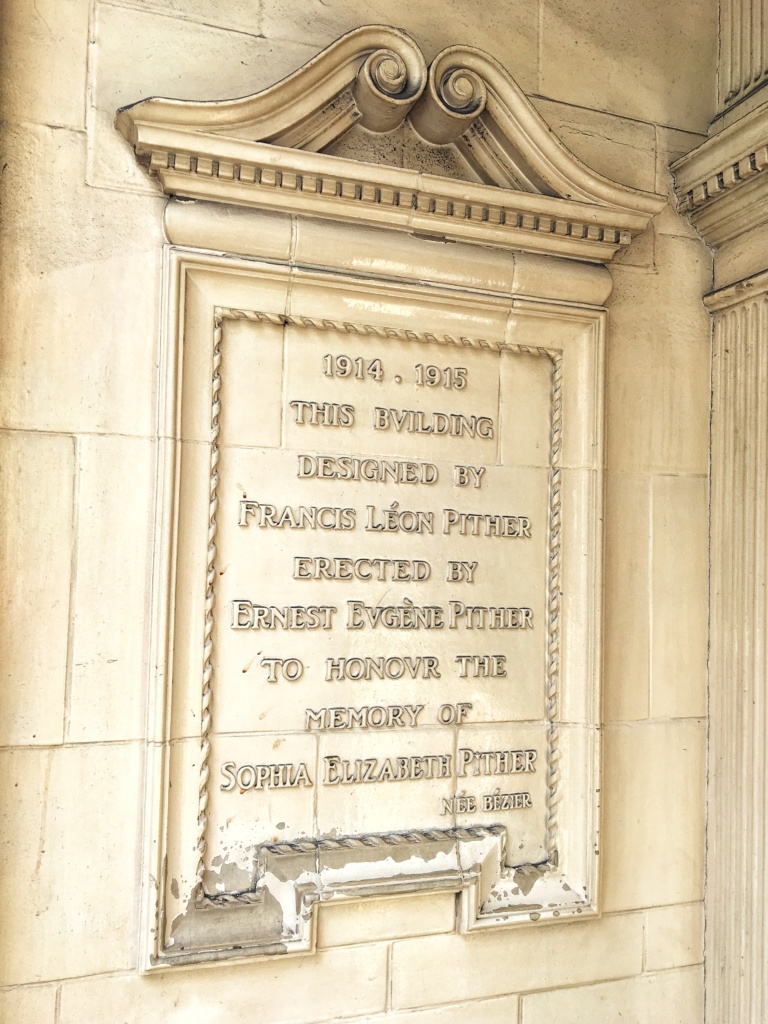 1914 . 1915
THIS BVILDING
DESIGNED BY
FRANCIS LÉON PITHER
ERECTED BY
ERNEST EVGÈNE PITHER
TO HONOVR THE
MEMORY OF
SOPHIA ELIZABETH PITHER
NÉE BÉZIER